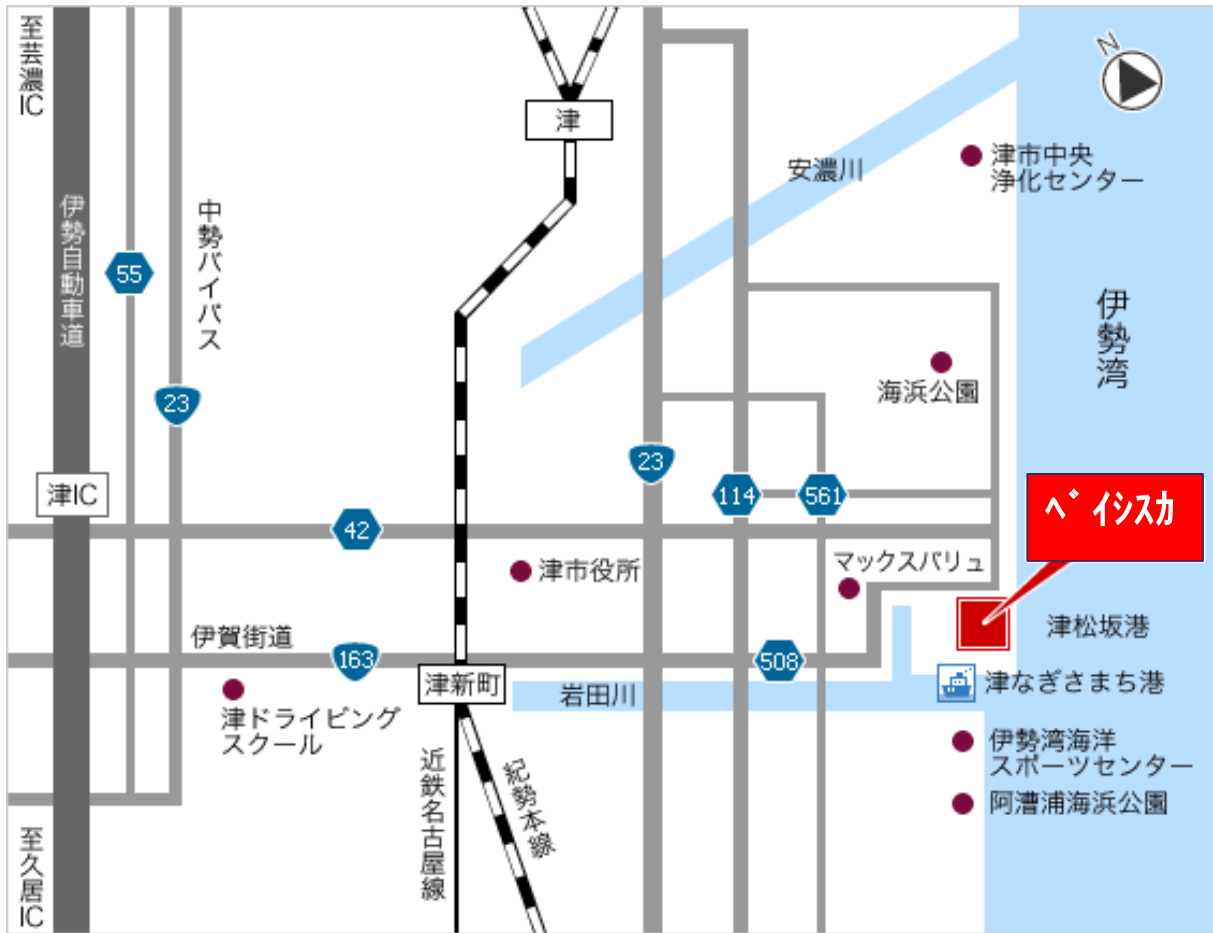 至芸濃IC
N
津
津市中央
浄化センター
安濃川
伊勢自動車道
中勢バイパス
55
伊勢湾
海浜公園
23
23
津IC
114
561
ベイシスカ
42
マックスバリュ
津市役所
津松坂港
伊賀街道
163
508
津新町
津なぎさまち港
岩田川
津ドライビング
スクール
伊勢湾海洋
スポーツセンター
近鉄名古屋線
紀勢本線
阿漕浦海浜公園
至久居IC